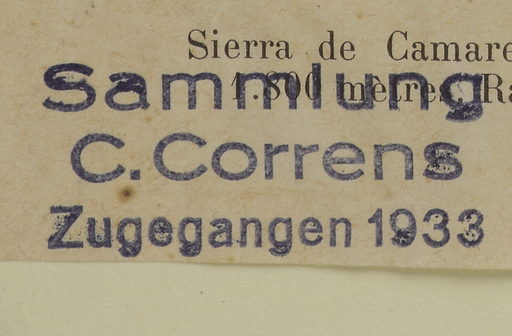 Sierra de Camare
1.800 mètres. Ra
Sammlung
C. Correns
Zugegangen 1933